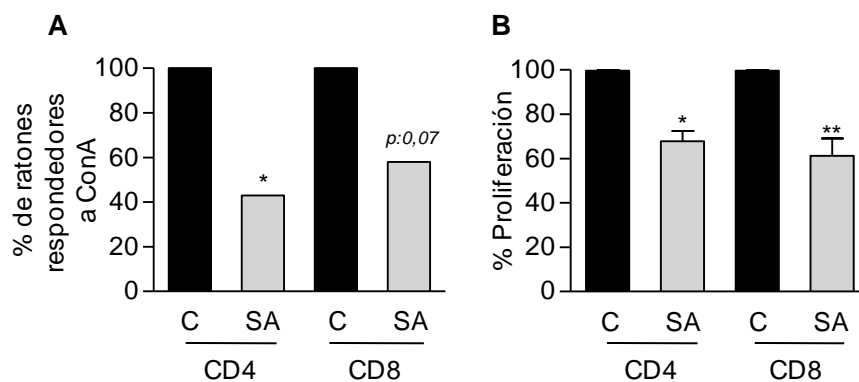 A
% de ratones
respondedores
a ConA
100
80
60
40
20
0
*
p:0,07
C SA C SA
CD4 CD8
B
% Proliferación
100
80
60
40
20
0
*
**
C SA C SA
CD4 CD8